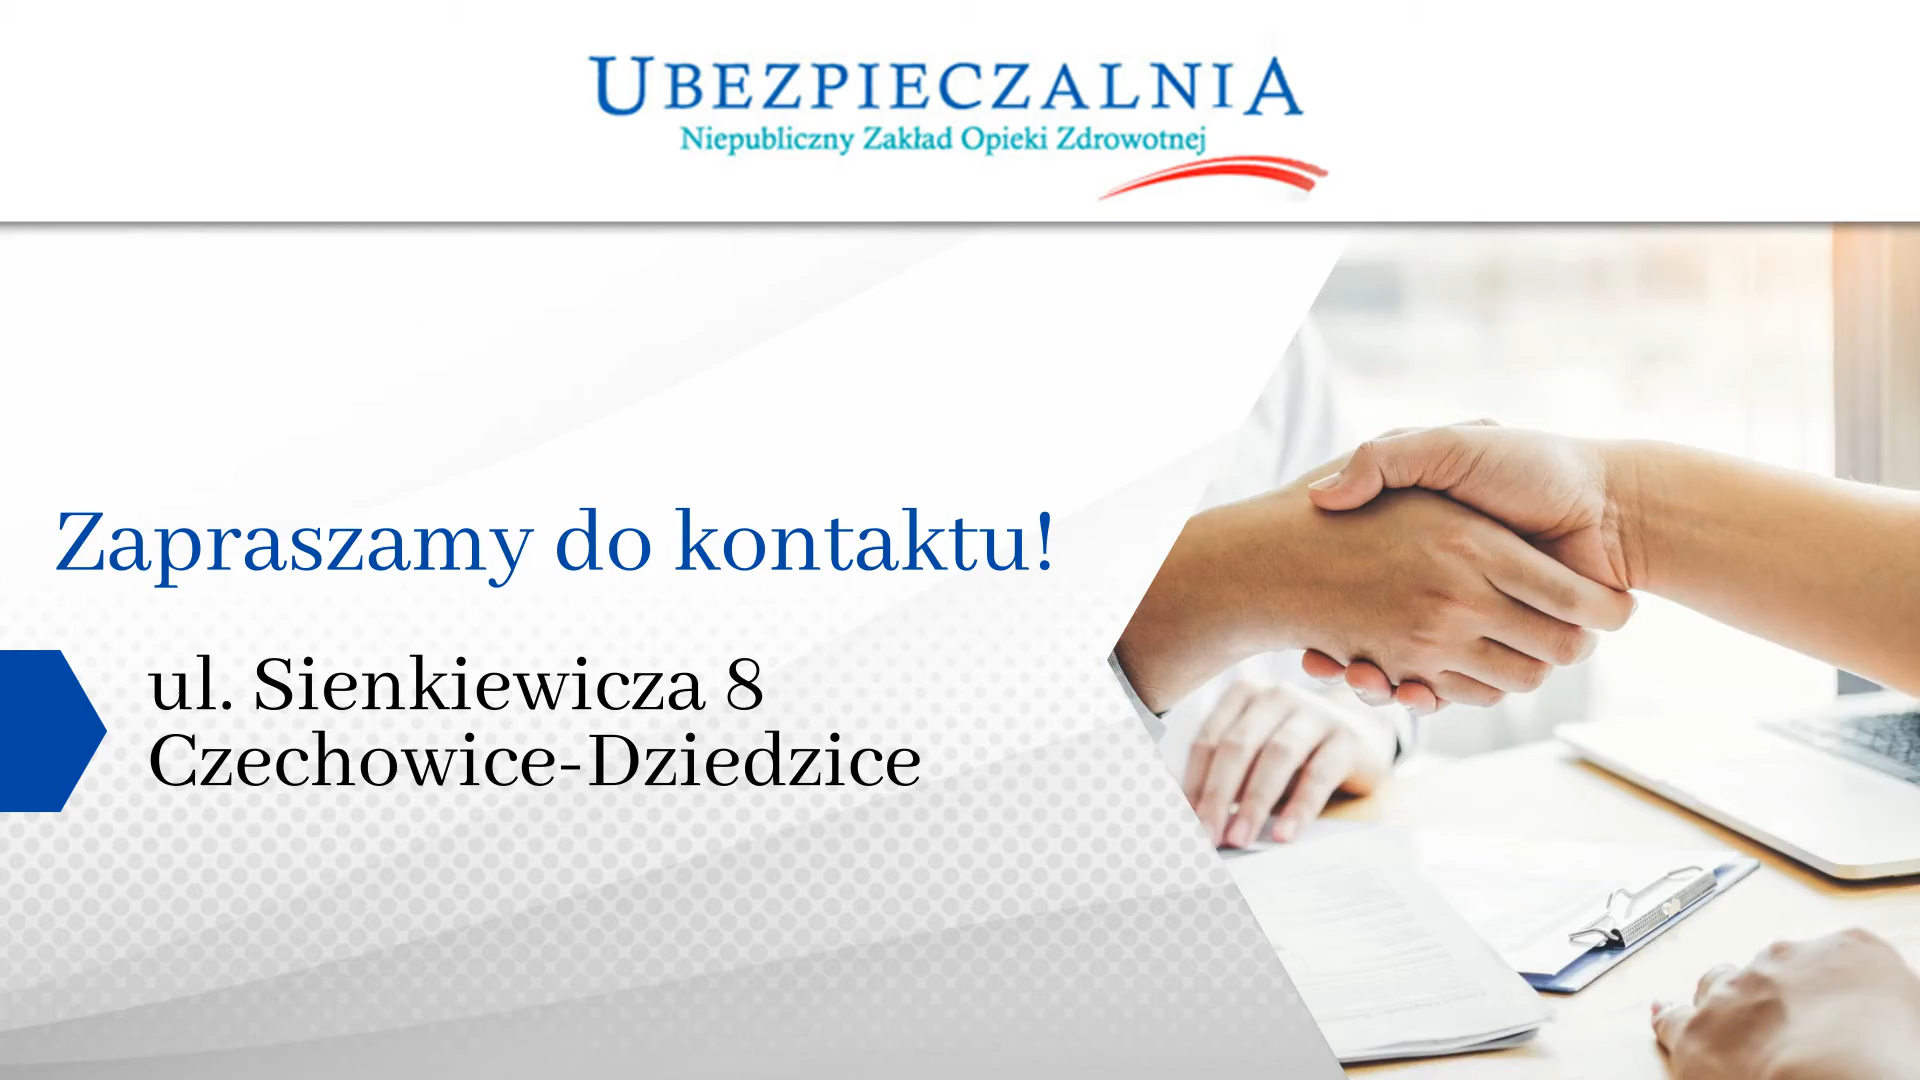 UBEZPIECZALNIA
Niepubliczny Zakład Opieki Zdrowotnej
Zapraszamy do kontaktu!
ul. Sienkiewicza 8
Czechowice-Dziedzice